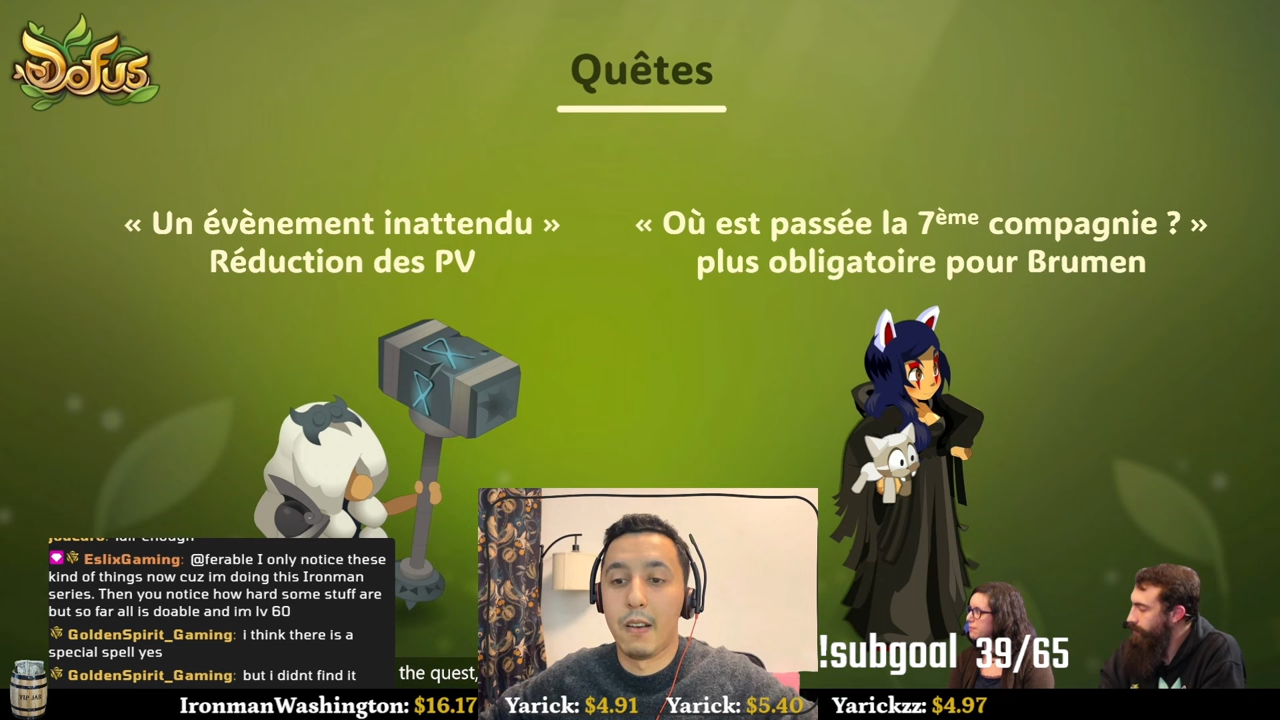 Dofus
Quêtes
« Un évènement inattendu »
Réduction des PV
« Où est passée la 7ème compagnie ? »
plus obligatoire pour Brumen
EslixGaming: @ferable I only notice these
kind of things now cuz im doing this Ironman
series. Then you notice how hard some stuff are
but so far all is doable and im lv 60
GoldenSpirit_Gaming: i think there is a
special spell yes
GoldenSpirit_Gaming: but i didnt find it
the quest,
!subgoal 39/65
TIP JAR
IronmanWashington: $16.17 Yarick: $4.91 Yarick: $5.40 Yarickzz: $4.97